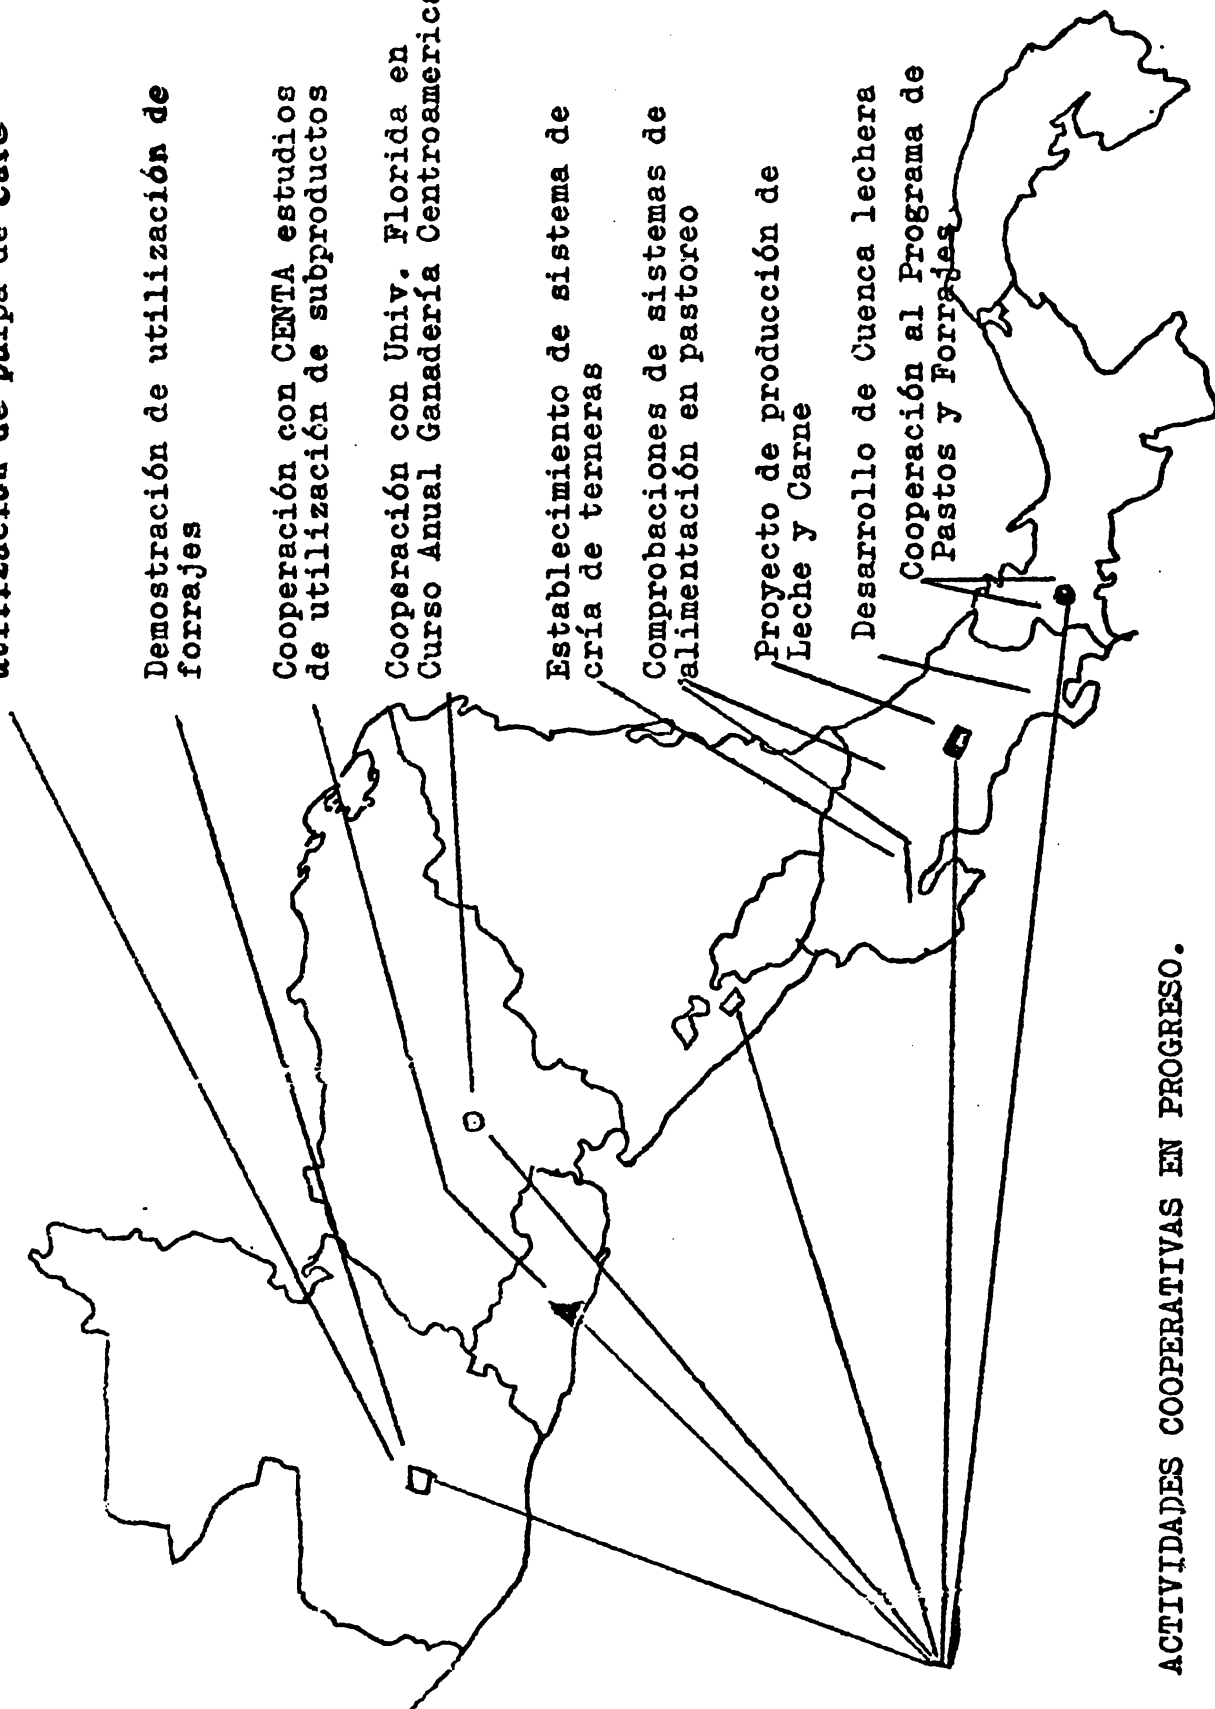 utilización de pulpa de café
Demostración de utilización de
forrajes
Cooperación con CENTA estudios
de utilización de subproductos
Cooperación con Univ. Florida en
Curso Anual Ganadería Centroamerica
Establecimiento de sistema de
cría de terneras
Comprobaciones de sistemas de
alimentación en pastoreo
Proyecto de producción de
Leche y Carne
Desarrollo de Cuenca lechera
Cooperación al Programa de
Pastos y Forrajes
ACTIVIDADES COOPERATIVAS EN PROGRESO.